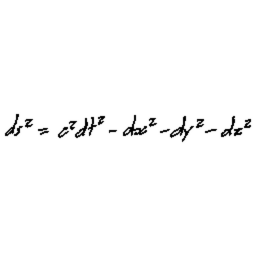 ds² = c²dt² - dx² - dy² - dz²